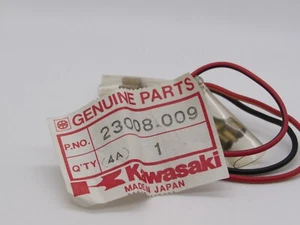 GENUINE PARTS
P.NO. 23008-009
Q'TY 4A 1
Kawasaki
MADE IN JAPAN